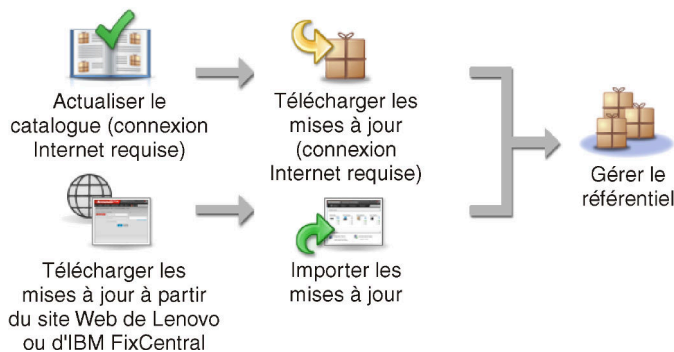 Actualiser le
catalogue (connexion
Internet requise)
Télécharger les
mises à jour
(connexion
Internet requise)
Gérer le
référentiel
Télécharger les
mises à jour à partir
du site Web de Lenovo
ou d'IBM FixCentral
Importer les
mises à jour